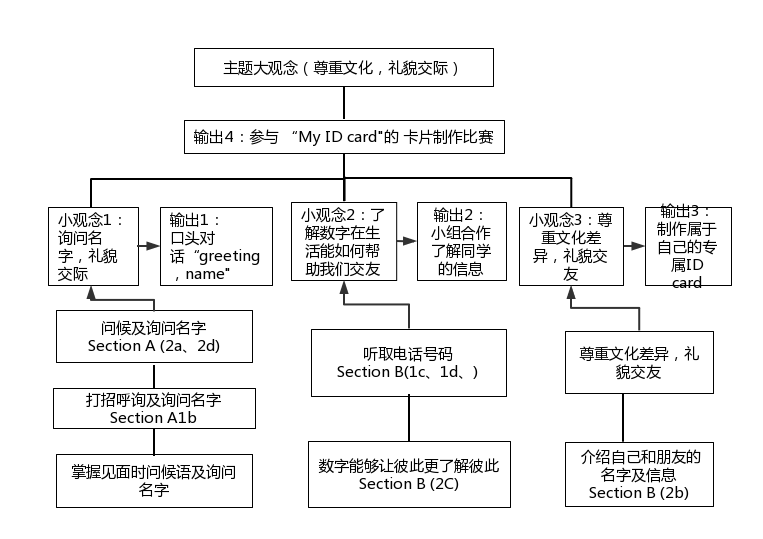 主题大观念（尊重文化，礼貌交际）
输出4：参与 “My ID card"的 卡片制作比赛
小观念1：
询问名
字，礼貌
交际
输出1：
口头对
话“greeting
，name"
小观念2：了
解数字在生
活能如何帮
助我们交友
输出2：
小组合作
了解同学
的信息
小观念3：尊
重文化差
异，礼貌交
友
输出3：
制作属于
自己的专
属ID
card
问候及询问名字
Section A (2a、2d)
打招呼及询问名字
Section A1b
掌握见面时问候语及询问
名字
听取电话号码
Section B(1c、1d、)
数字能够让彼此更了解彼此
Section B (2C)
尊重文化差异，礼
貌交友
介绍自己和朋友的
名字及信息
Section B (2b)